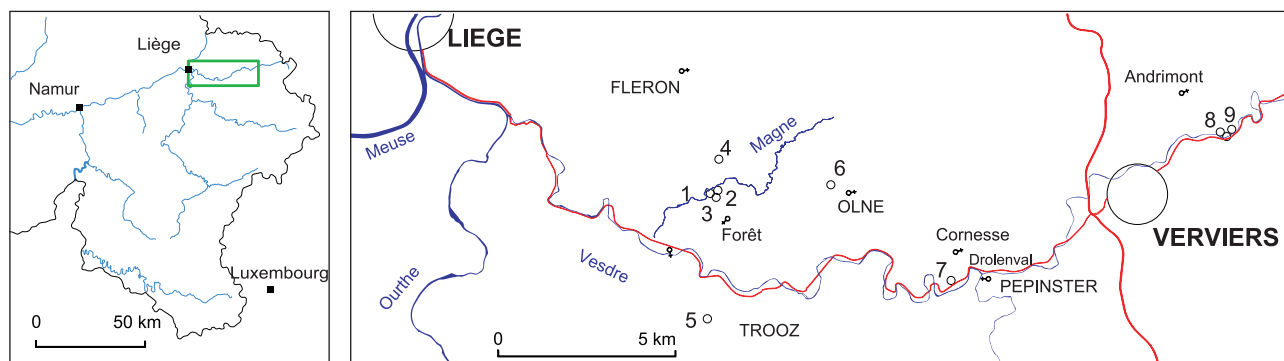 Liège
Namur
Luxembourg
0 50 km
LIEGE
FLERON
Meuse
Ourthe
Magne
Vesdre
4
1
2
3
6
OLNE
Forêt
5
TROOZ
0 5 km
Andrimont
8 9
VERVIERS
Cornesse
Drolenval
7
PEPINSTER